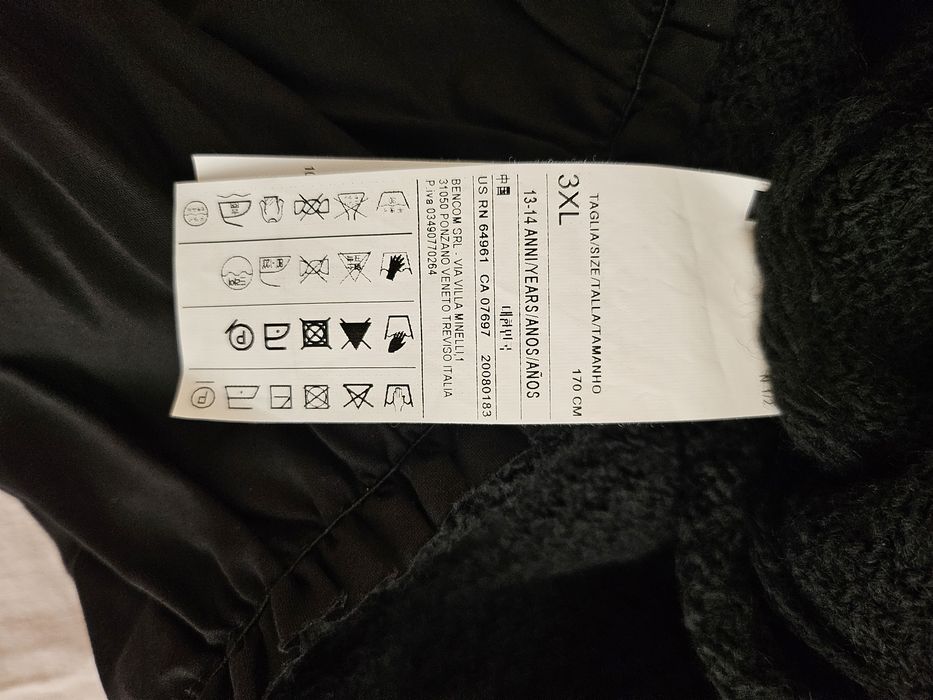 TAGLIA/SIZE/TALLA/TAMANHO
170 CM
3XL
13-14 ANNI/YEARS/ANOS/AÑOS
中国
US RN 64961 CA 07697 20080183
BENCOM SRL - VIA VILLA MINELLI,1
31050 PONZANO VENETO TREVISO ITALIA
P.iva 03490770264